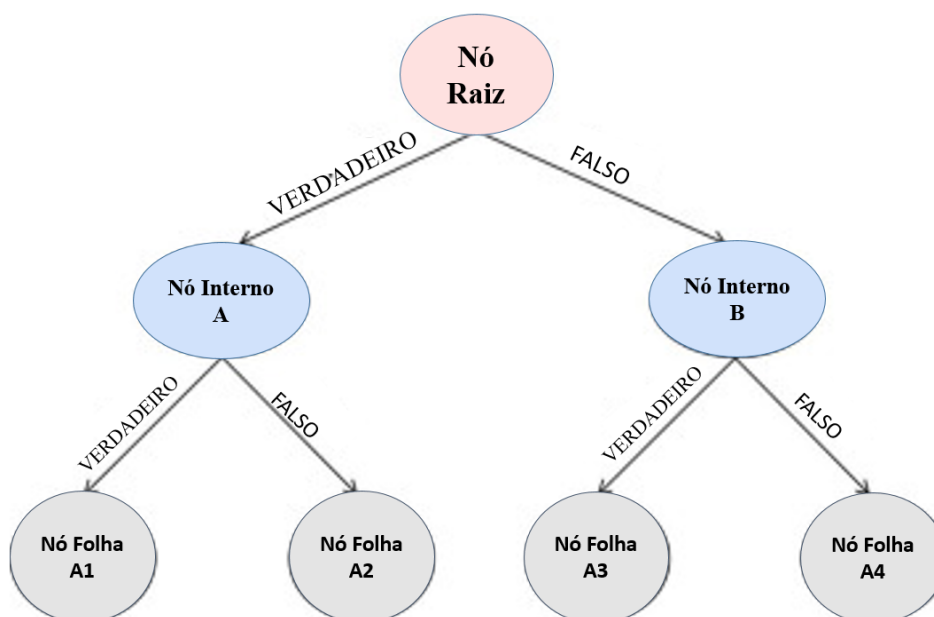 Nó
Raiz
VERDADEIRO
FALSO
Nó Interno
A
Nó Interno
B
VERDADEIRO
FALSO
VERDADEIRO
FALSO
Nó Folha
A1
Nó Folha
A2
Nó Folha
A3
Nó Folha
A4